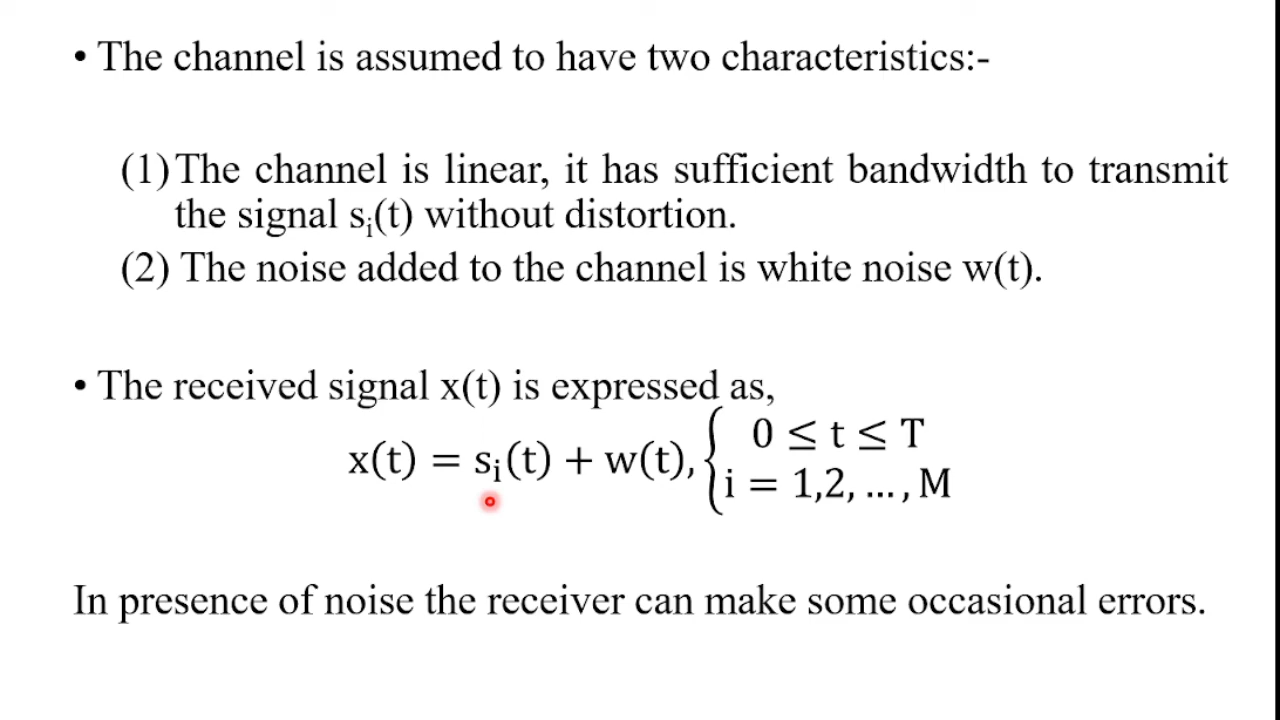 • The channel is assumed to have two characteristics:-
(1) The channel is linear, it has sufficient bandwidth to transmit
the signal sᵢ(t) without distortion.
(2) The noise added to the channel is white noise w(t).
• The received signal x(t) is expressed as,
x(t) = sᵢ(t) + w(t), { 0 ≤ t ≤ T
i = 1,2, … , M
In presence of noise the receiver can make some occasional errors.